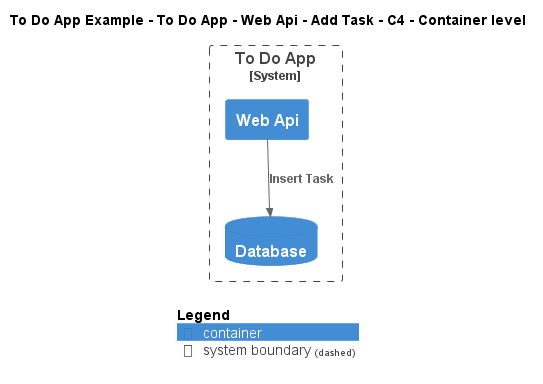 To Do App Example - To Do App - Web Api - Add Task - C4 - Container level
To Do App
[System]
Web Api
Insert Task
Database
Legend
container
system boundary (dashed)